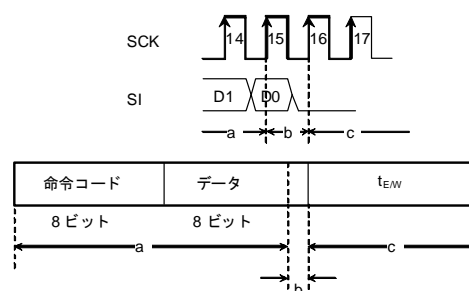 SCK 14 15 16 17
SI D1 D0
a b c
命令コード データ tE/W
8 ビット 8 ビット
a c
b